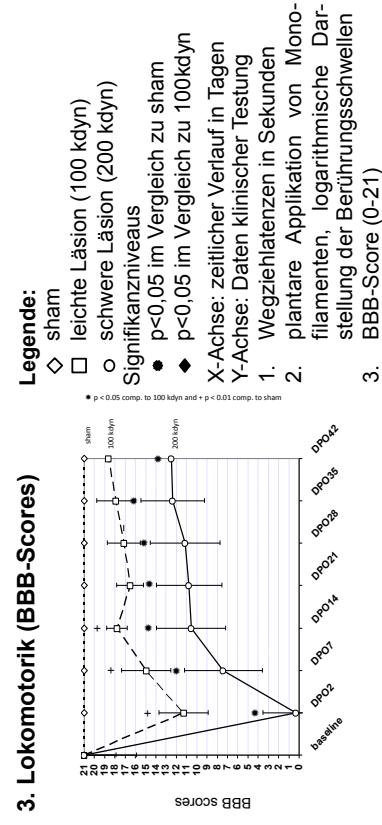 3. Lokomotorik (BBB-Scores)
BBB scores
21
20
19
18
17
16
15
14
13
12
11
10
9
8
7
6
5
4
3
2
1
0
baseline
DPO2
DPO7
DPO14
DPO21
DPO28
DPO35
DPO42
sham
100 kdyn
200 kdyn
* p < 0.05 comp. to 100 kdyn and + p < 0.01 comp. to sham
Legende:
sham
leichte Läsion (100 kdyn)
schwere Läsion (200 kdyn)
Signifikanzniveaus
p<0,05 im Vergleich zu sham
p<0,05 im Vergleich zu 100kdyn
X-Achse: zeitlicher Verlauf in Tagen
Y-Achse: Daten klinischer Testung
1. Wegziehlatenzen in Sekunden
2. plantare Applikation von Mono-
filamenten, logarithmische Dar-
stellung der Berührungsschwellen
3. BBB-Score (0-21)